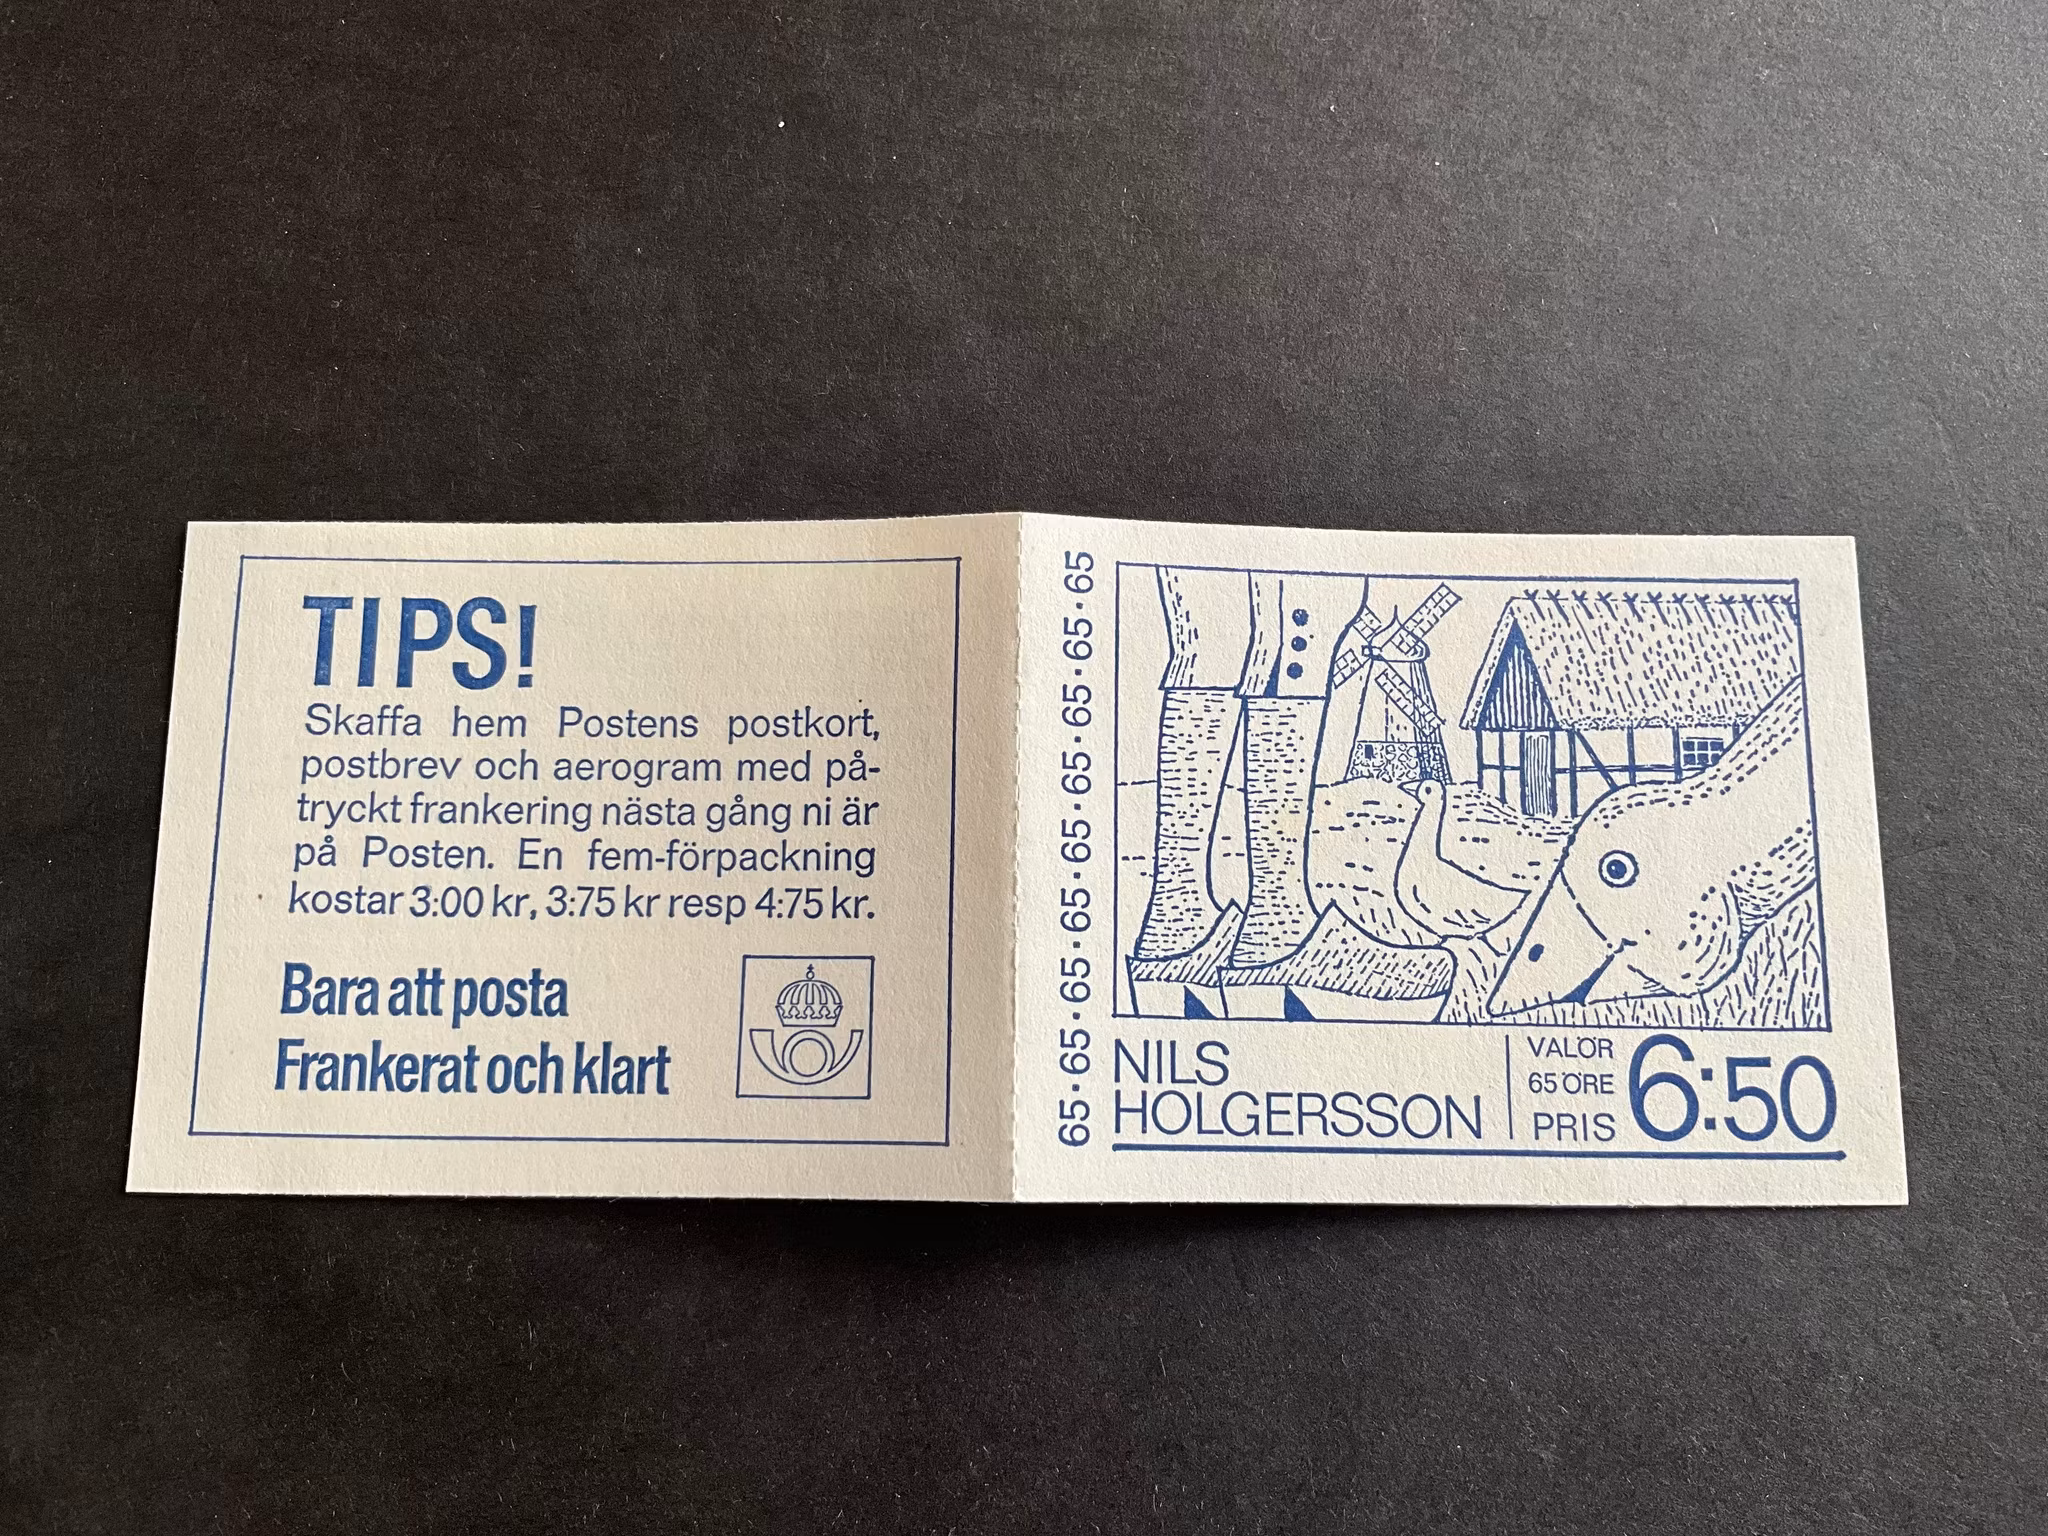 TIPS!
Skaffa hem Postens postkort,
postbrev och aerogram med på-
tryckt frankering nästa gång ni är
på Posten. En fem-förpackning
kostar 3:00 kr, 3:75 kr resp 4:75 kr.
Bara att posta
Frankerat och klart
65·65·65·65·65·65·65·65·65·65
NILS
HOLGERSSON
VALÖR
65 ÖRE
PRIS
6:50